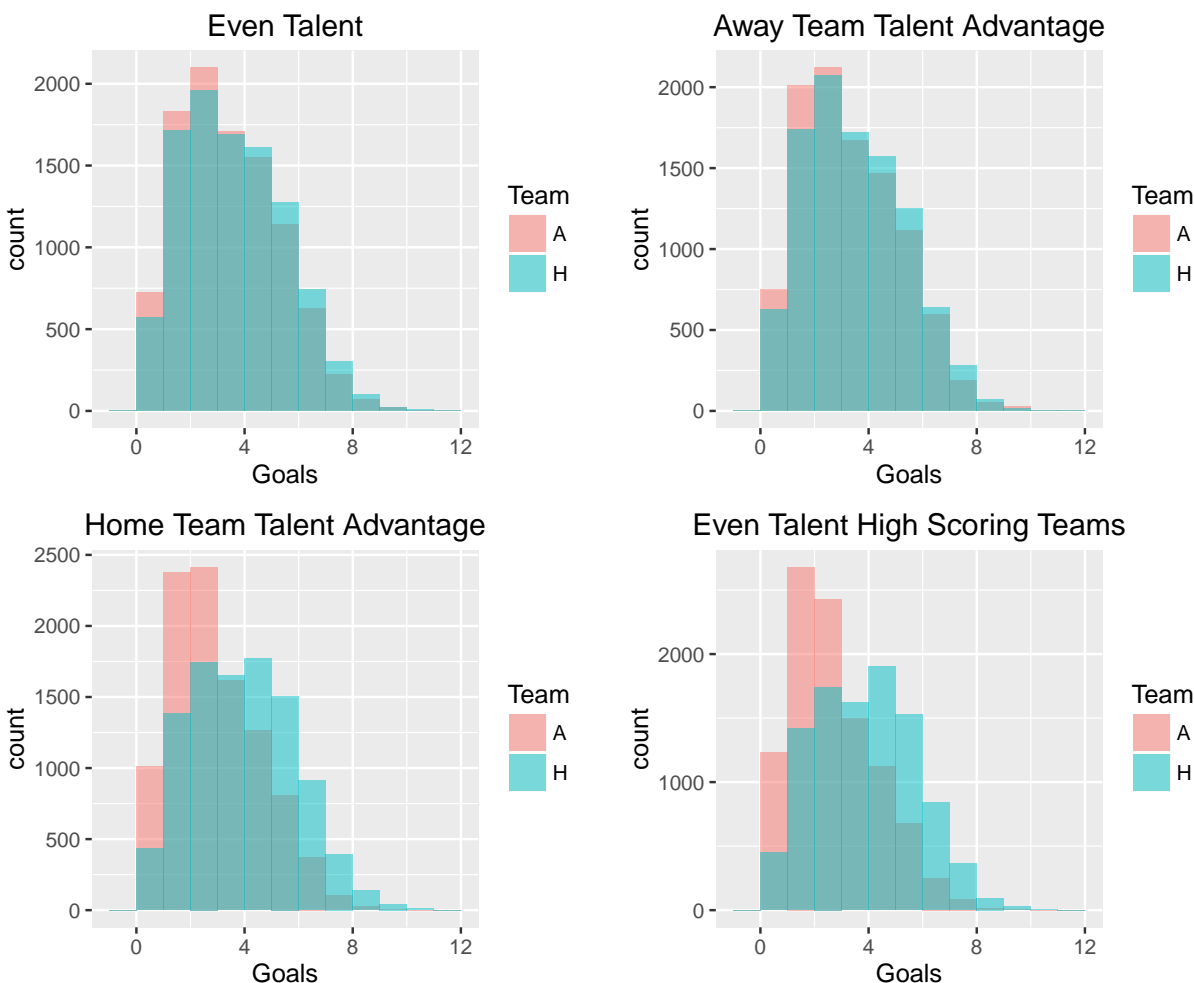 Even Talent
2000
1500
1000
500
0
count
0 4 8 12
Goals
Team
A
H
Away Team Talent Advantage
2000
1500
1000
500
0
count
0 4 8 12
Goals
Team
A
H
Home Team Talent Advantage
2500
2000
1500
1000
500
0
count
0 4 8 12
Goals
Team
A
H
Even Talent High Scoring Teams
2000
1000
0
count
0 4 8 12
Goals
Team
A
H